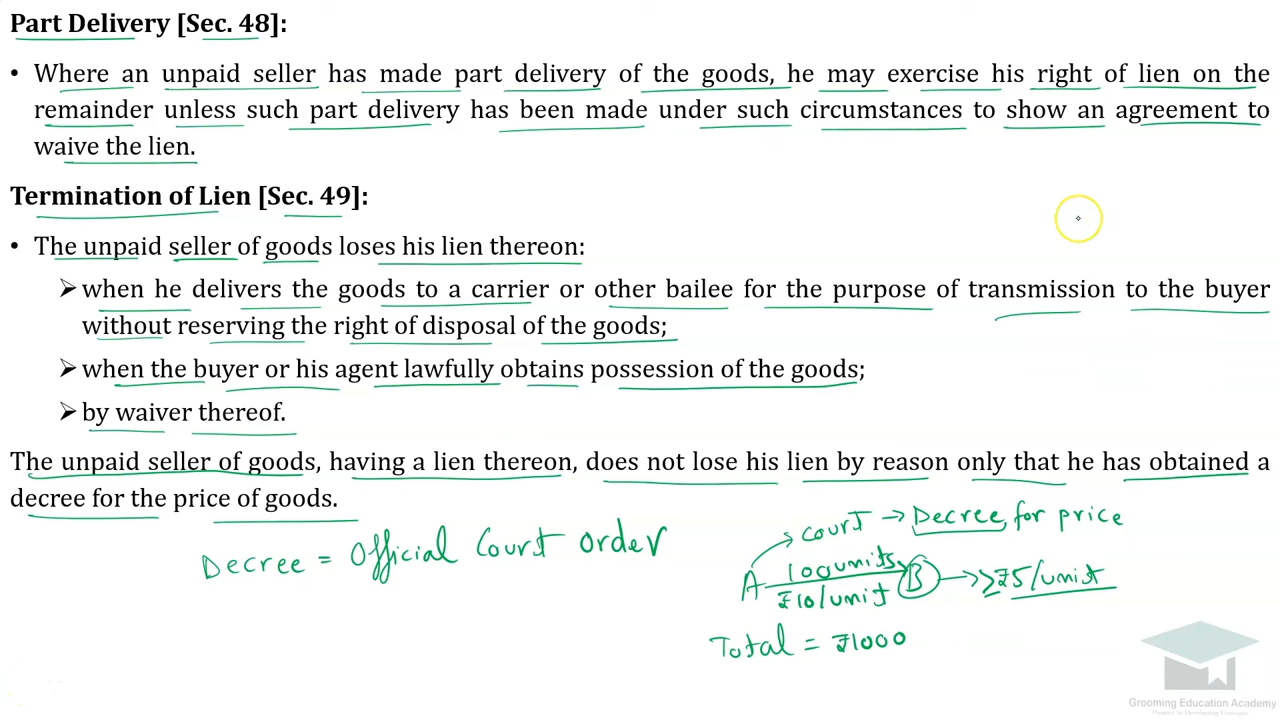 Part Delivery [Sec. 48]:
• Where an unpaid seller has made part delivery of the goods, he may exercise his right of lien on the
remainder unless such part delivery has been made under such circumstances to show an agreement to
waive the lien.
Termination of Lien [Sec. 49]:
• The unpaid seller of goods loses his lien thereon:
➢ when he delivers the goods to a carrier or other bailee for the purpose of transmission to the buyer
without reserving the right of disposal of the goods;
➢ when the buyer or his agent lawfully obtains possession of the goods;
➢ by waiver thereof.
The unpaid seller of goods, having a lien thereon, does not lose his lien by reason only that he has obtained a
decree for the price of goods.
Decree = Official Court Order
court → Decree, for price
A 100 units B → ≥ ₹5/unit
₹10/unit
Total = ₹1000
Grooming Education Academy